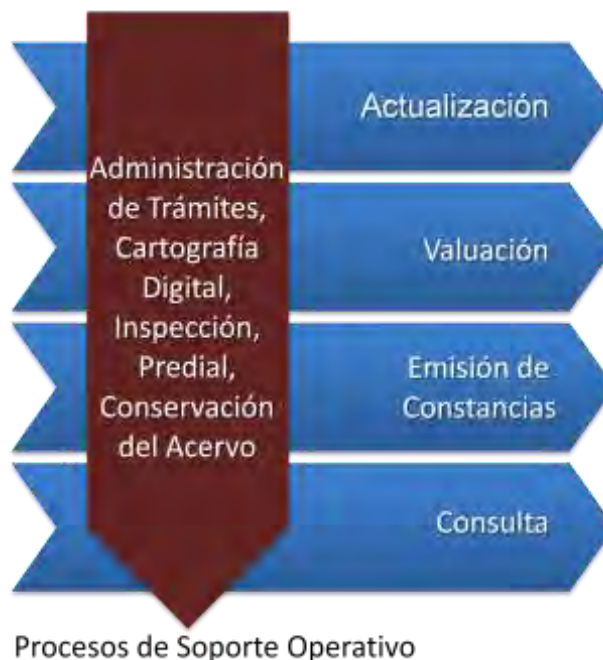 Actualización
Administración
de Trámites,
Cartografía
Digital,
Inspección,
Predial,
Conservación
del Acervo
Valuación
Emisión de
Constancias
Consulta
Procesos de Soporte Operativo